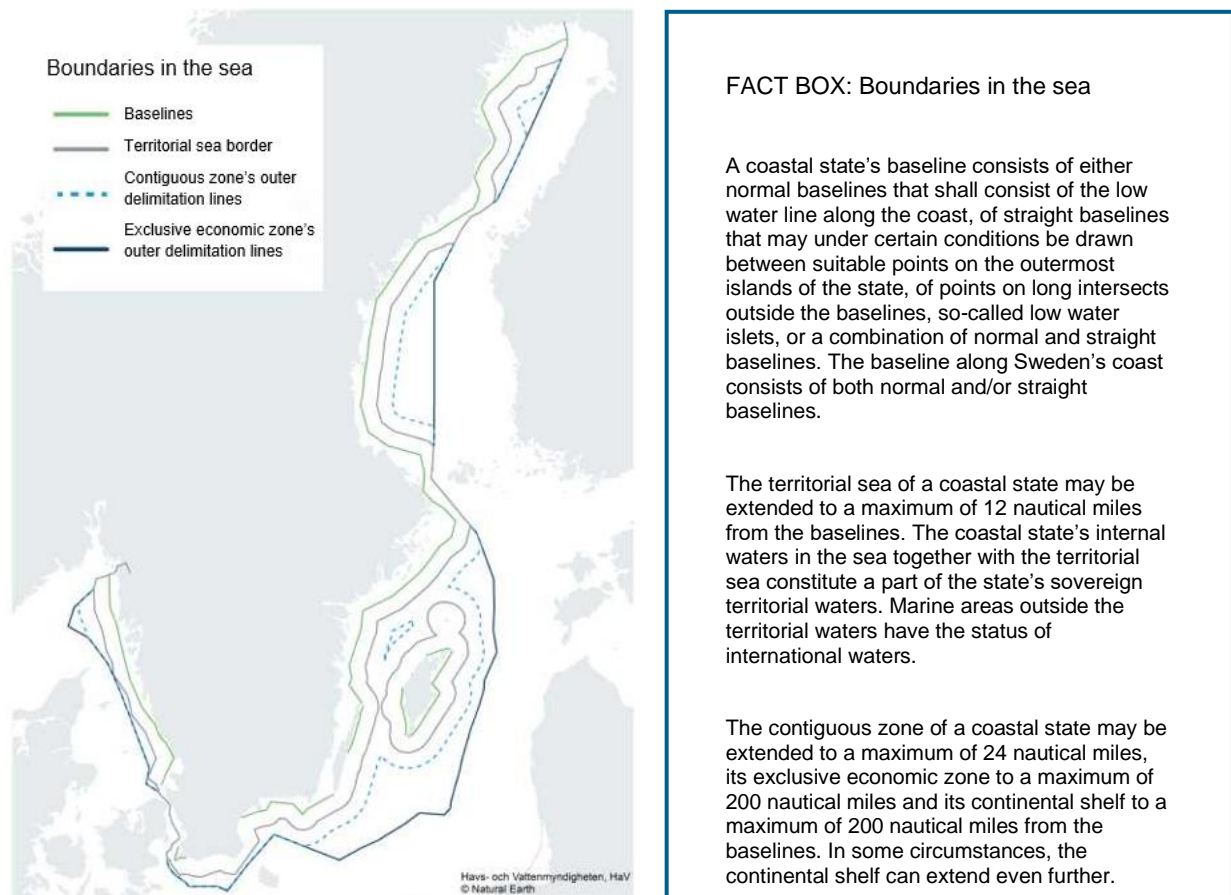 Boundaries in the sea
Baselines
Territorial sea border
Contiguous zone's outer
delimitation lines
Exclusive economic zone's
outer delimitation lines
Havs- och Vattenmyndigheten, HaV
© Natural Earth
FACT BOX: Boundaries in the sea
A coastal state's baseline consists of either
normal baselines that shall consist of the low
water line along the coast, of straight baselines
that may under certain conditions be drawn
between suitable points on the outermost
islands of the state, of points on long intersects
outside the baselines, so-called low water
islets, or a combination of normal and straight
baselines. The baseline along Sweden's coast
consists of both normal and/or straight
baselines.
The territorial sea of a coastal state may be
extended to a maximum of 12 nautical miles
from the baselines. The coastal state's internal
waters in the sea together with the territorial
sea constitute a part of the state's sovereign
territorial waters. Marine areas outside the
territorial waters have the status of
international waters.
The contiguous zone of a coastal state may be
extended to a maximum of 24 nautical miles,
its exclusive economic zone to a maximum of
200 nautical miles and its continental shelf to a
maximum of 200 nautical miles from the
baselines. In some circumstances, the
continental shelf can extend even further.